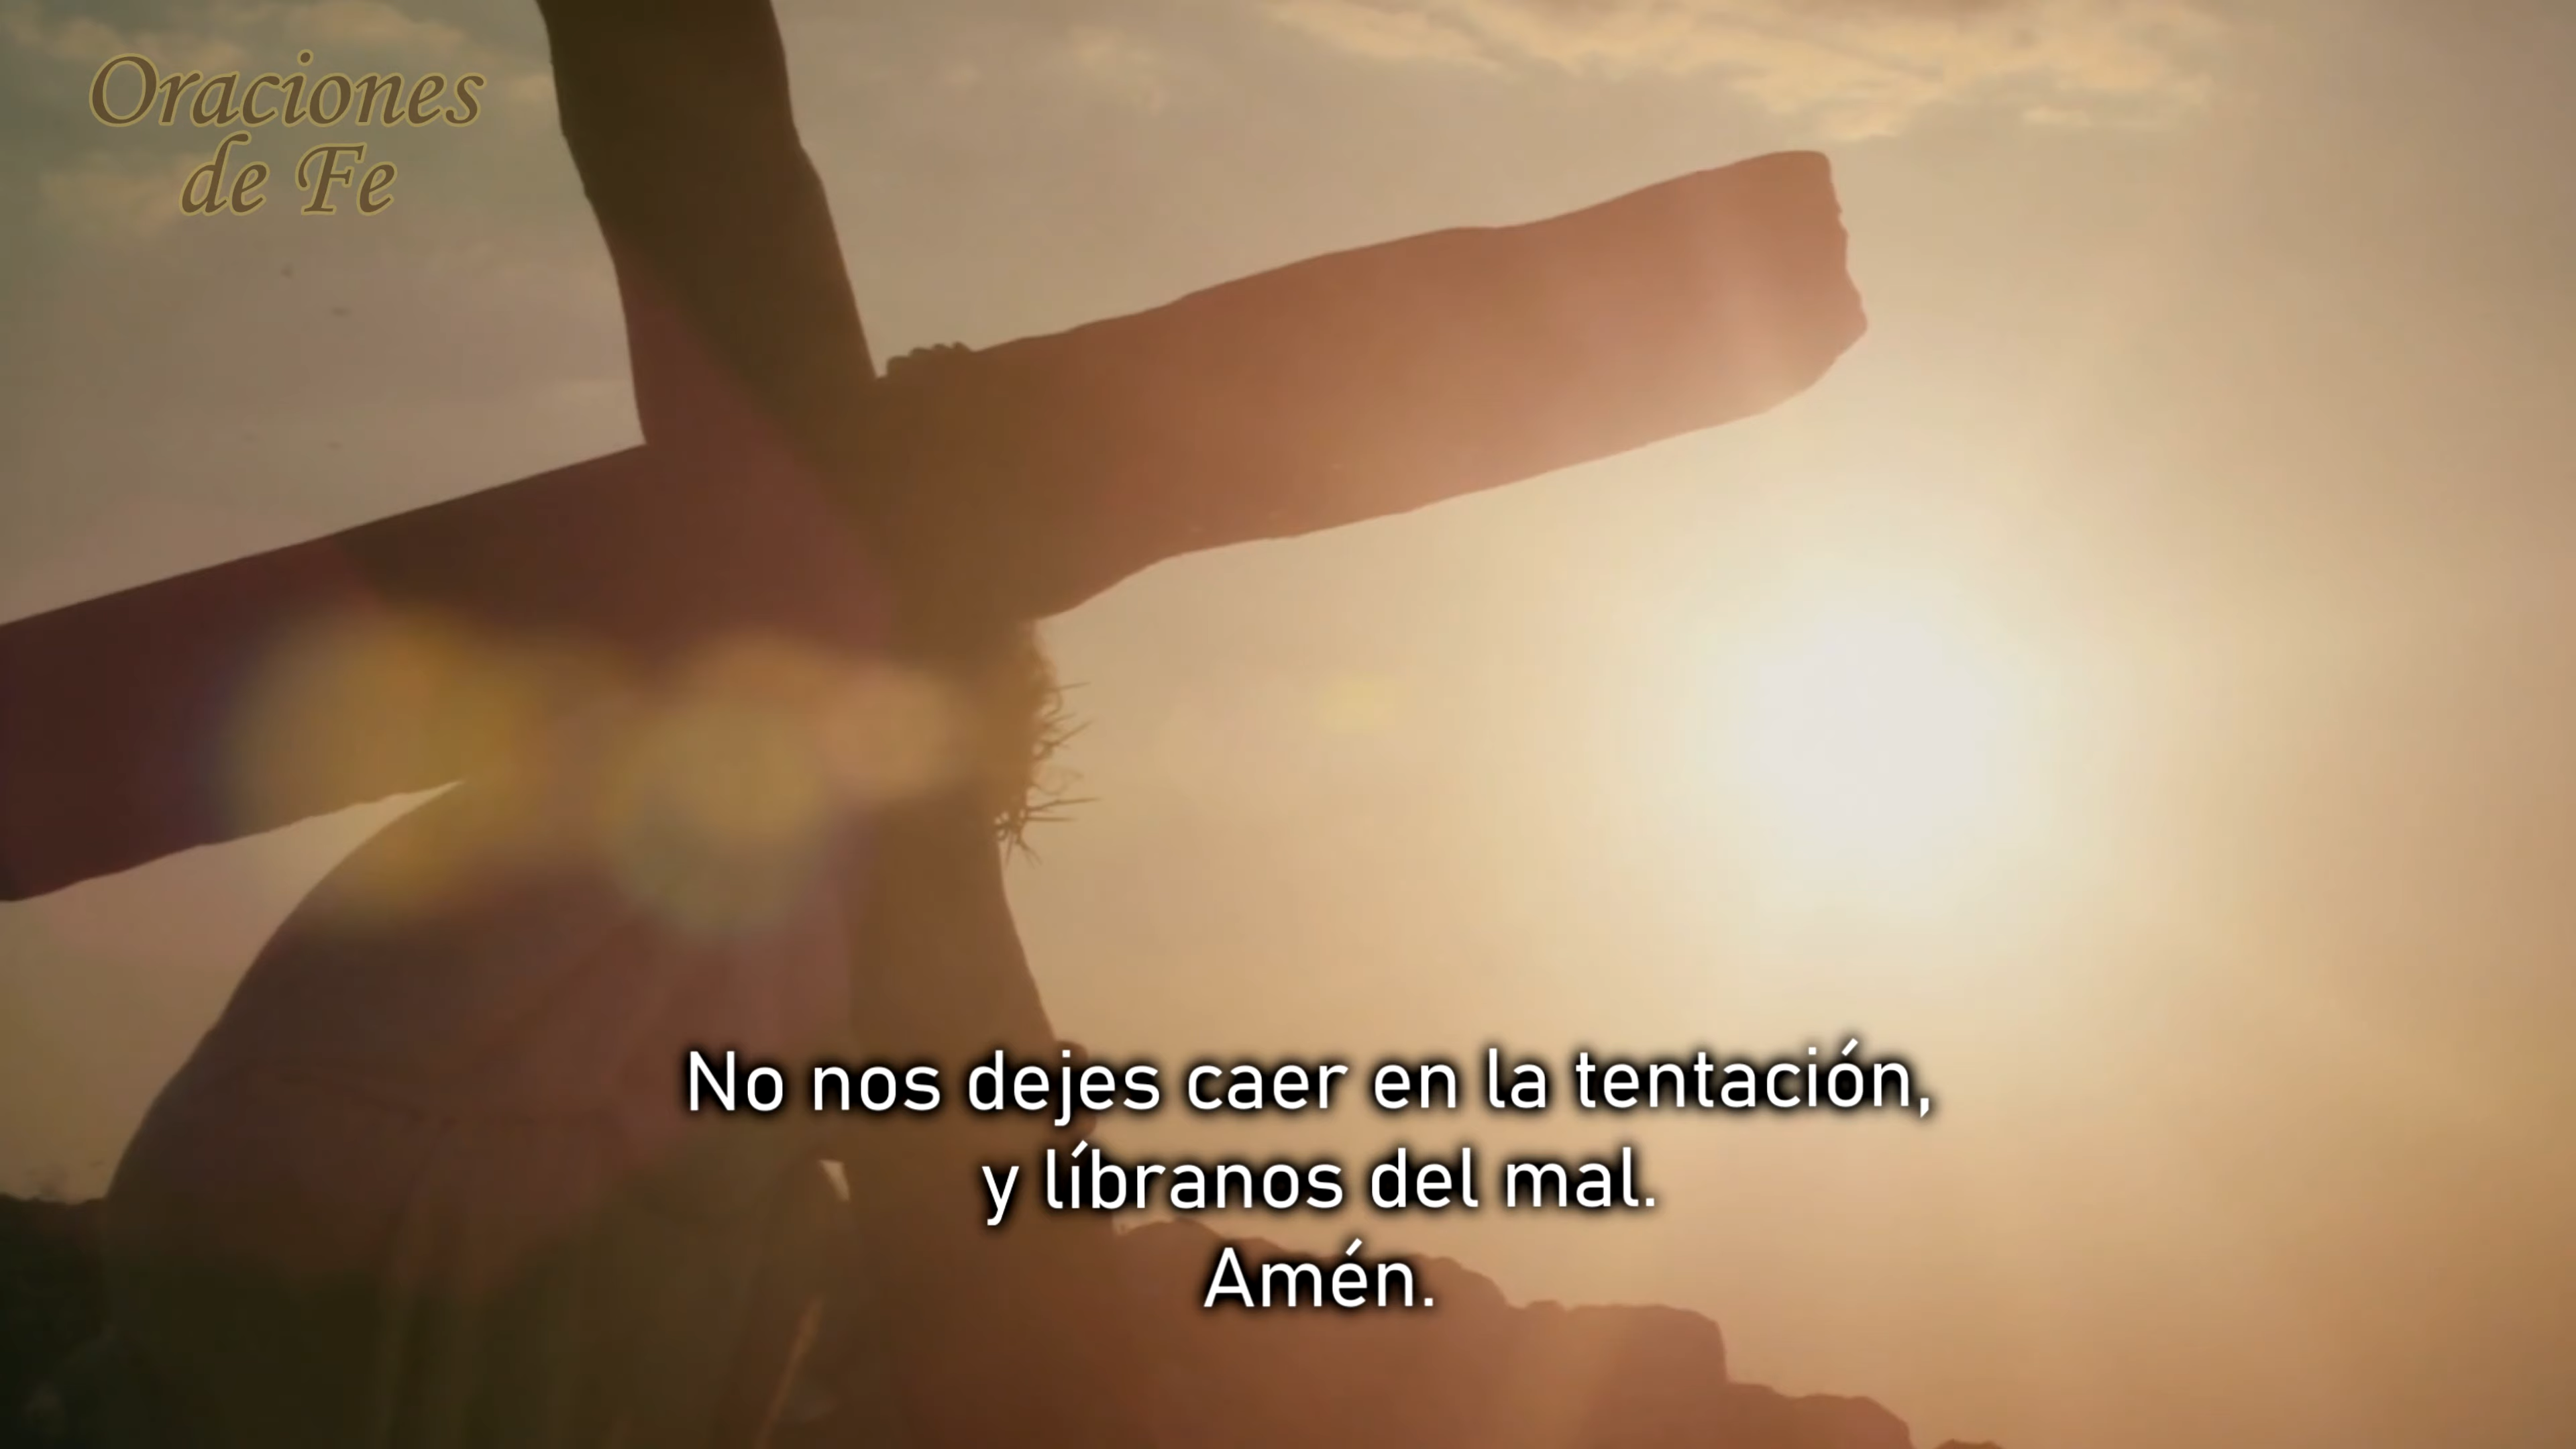 Oraciones
de Fe
No nos dejes caer en la tentación,
y líbranos del mal.
Amén.